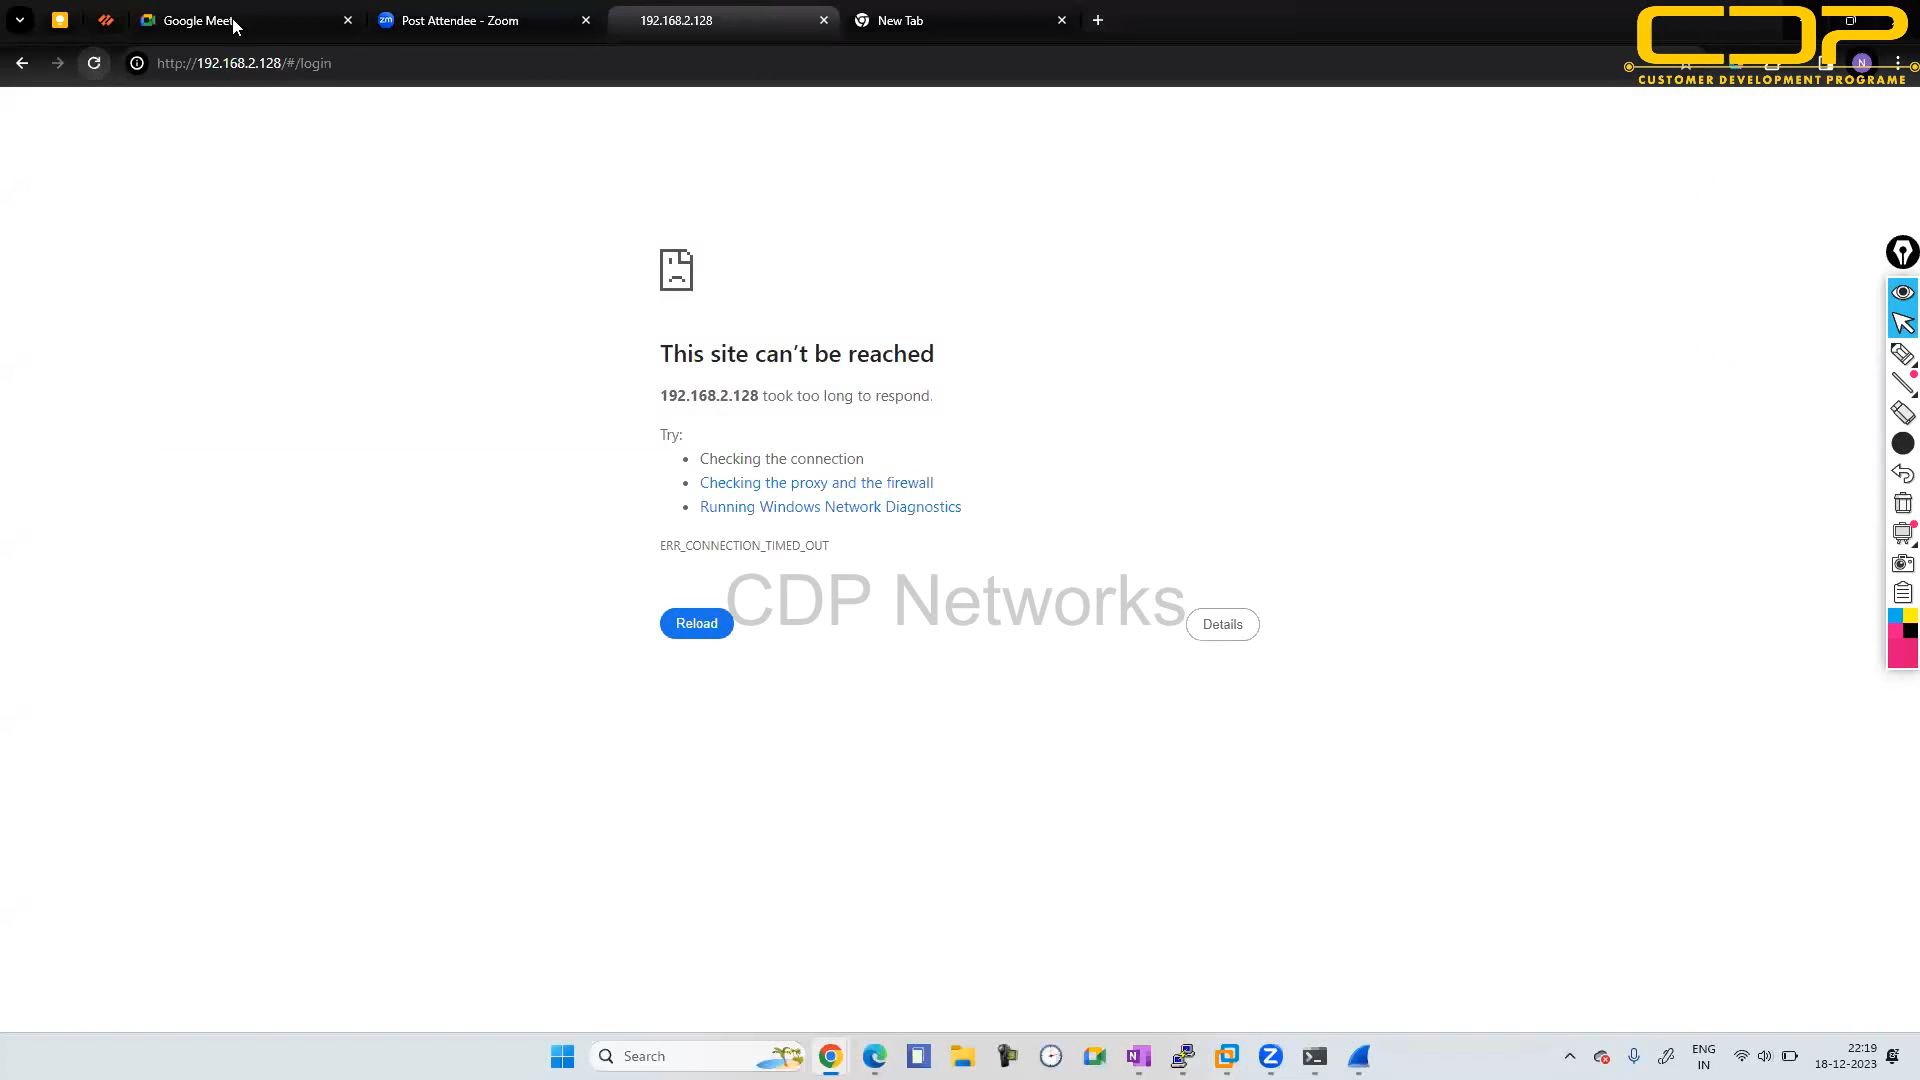 Google Meet
Post Attendee - Zoom
192.168.2.128
New Tab
http://192.168.2.128/#/login
N
CDP
CUSTOMER DEVELOPMENT PROGRAME
This site can't be reached
192.168.2.128 took too long to respond.
Try:
Checking the connection
Checking the proxy and the firewall
Running Windows Network Diagnostics
ERR_CONNECTION_TIMED_OUT
CDP Networks
Reload
Details
Search
ENG
IN
22:19
18-12-2023